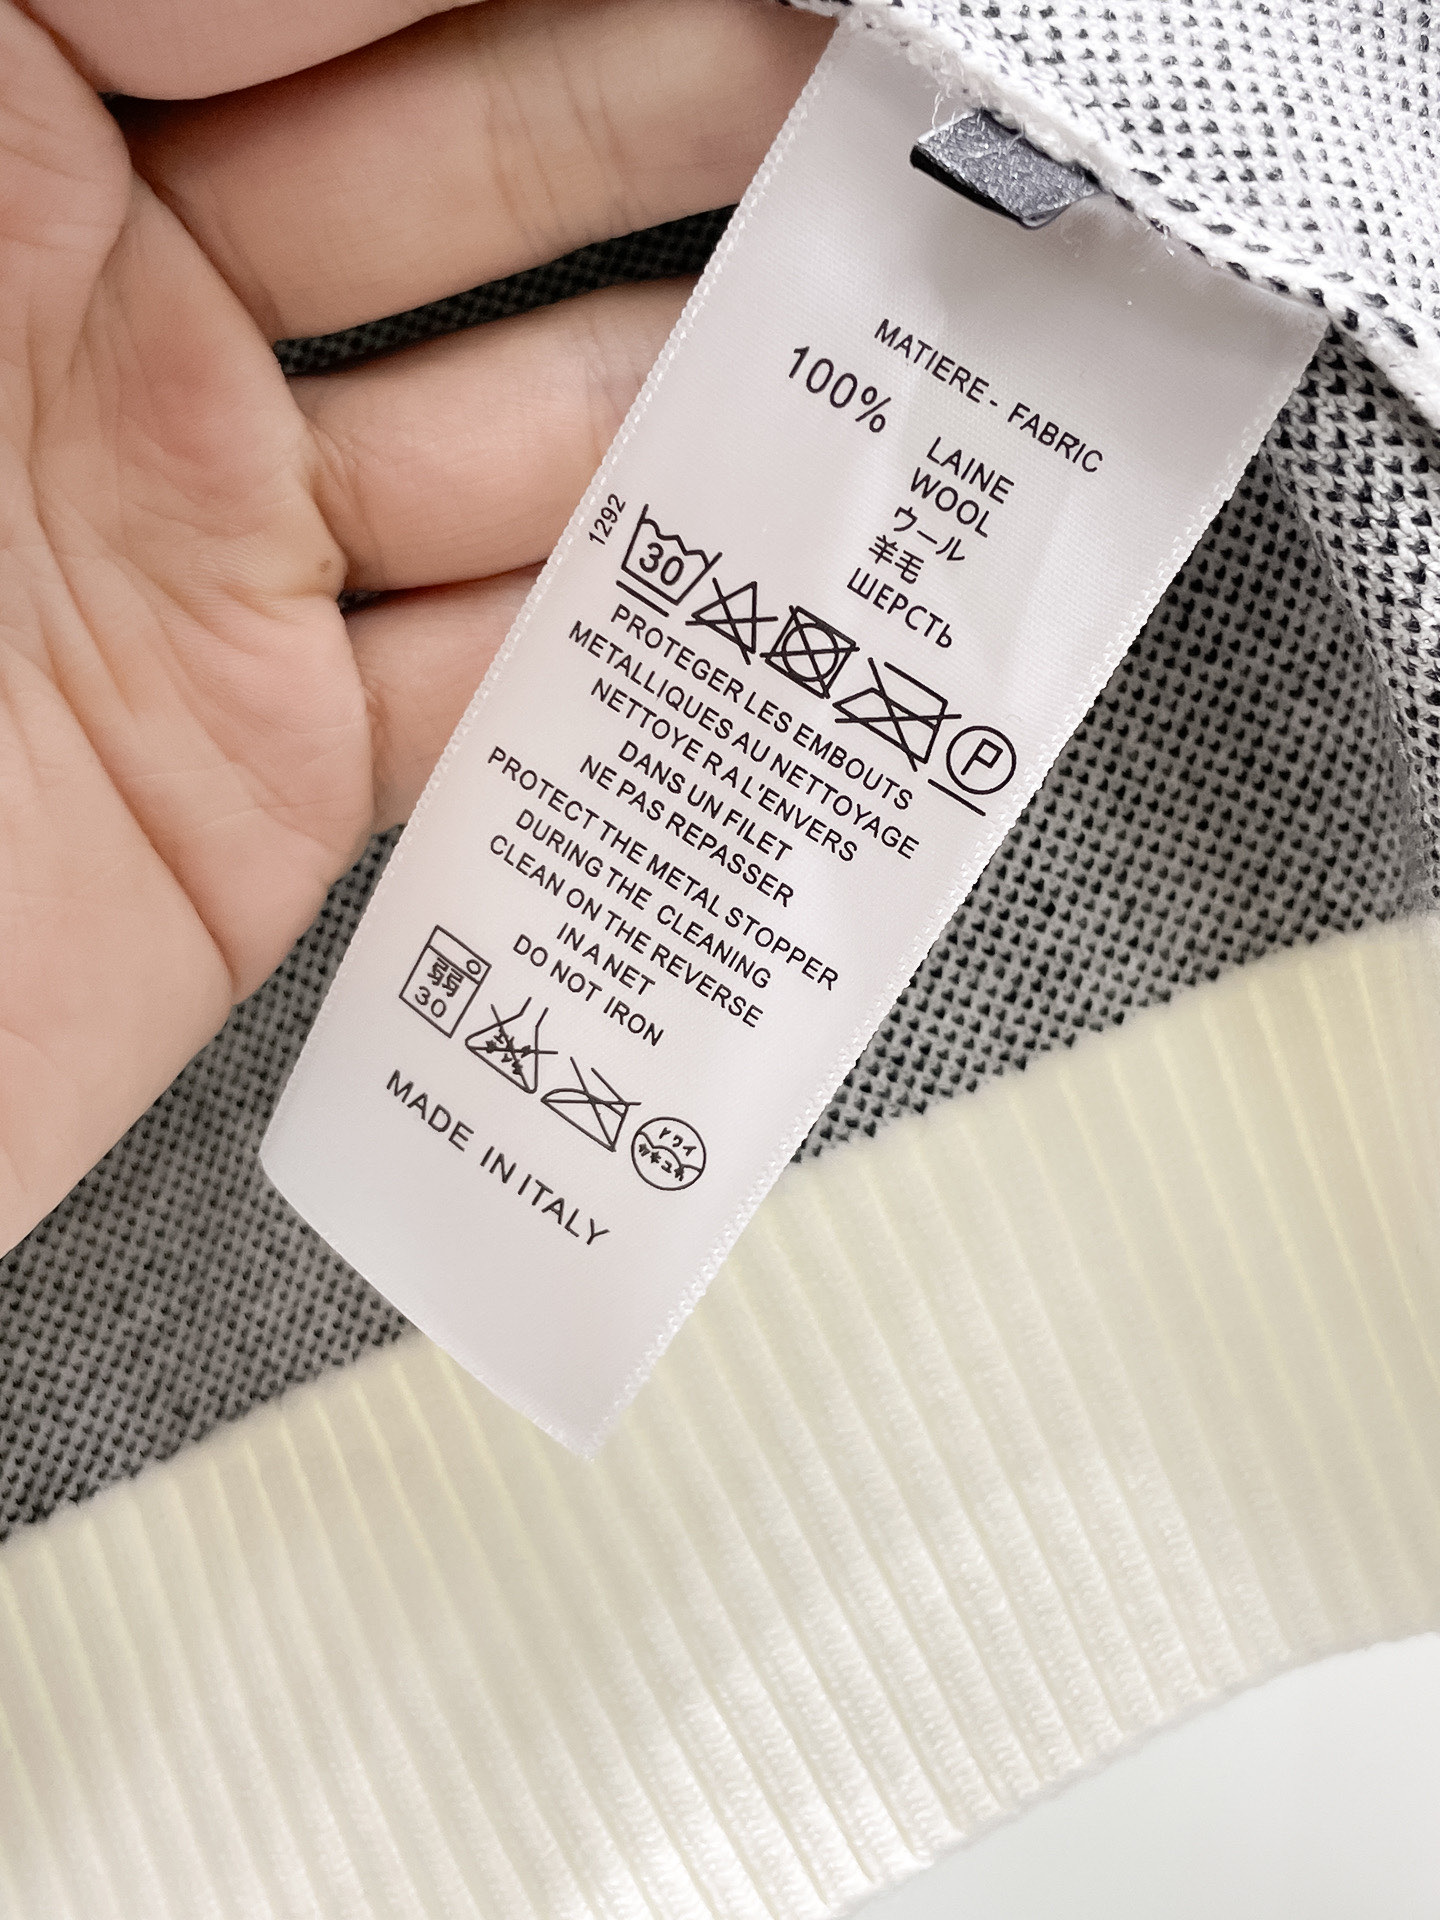 MATIERE - FABRIC
100%
LAINE
WOOL
ウール
羊毛
ШЕРСТЬ
1292
30
P
PROTEGER LES EMBOUTS
METALLIQUES AU NETTOYAGE
NETTOYE R A L'ENVERS
DANS UN FILET
NE PAS REPASSER
PROTECT THE METAL STOPPER
DURING THE CLEANING
CLEAN ON THE REVERSE
IN A NET
DO NOT IRON
弱
30
MADE IN ITALY